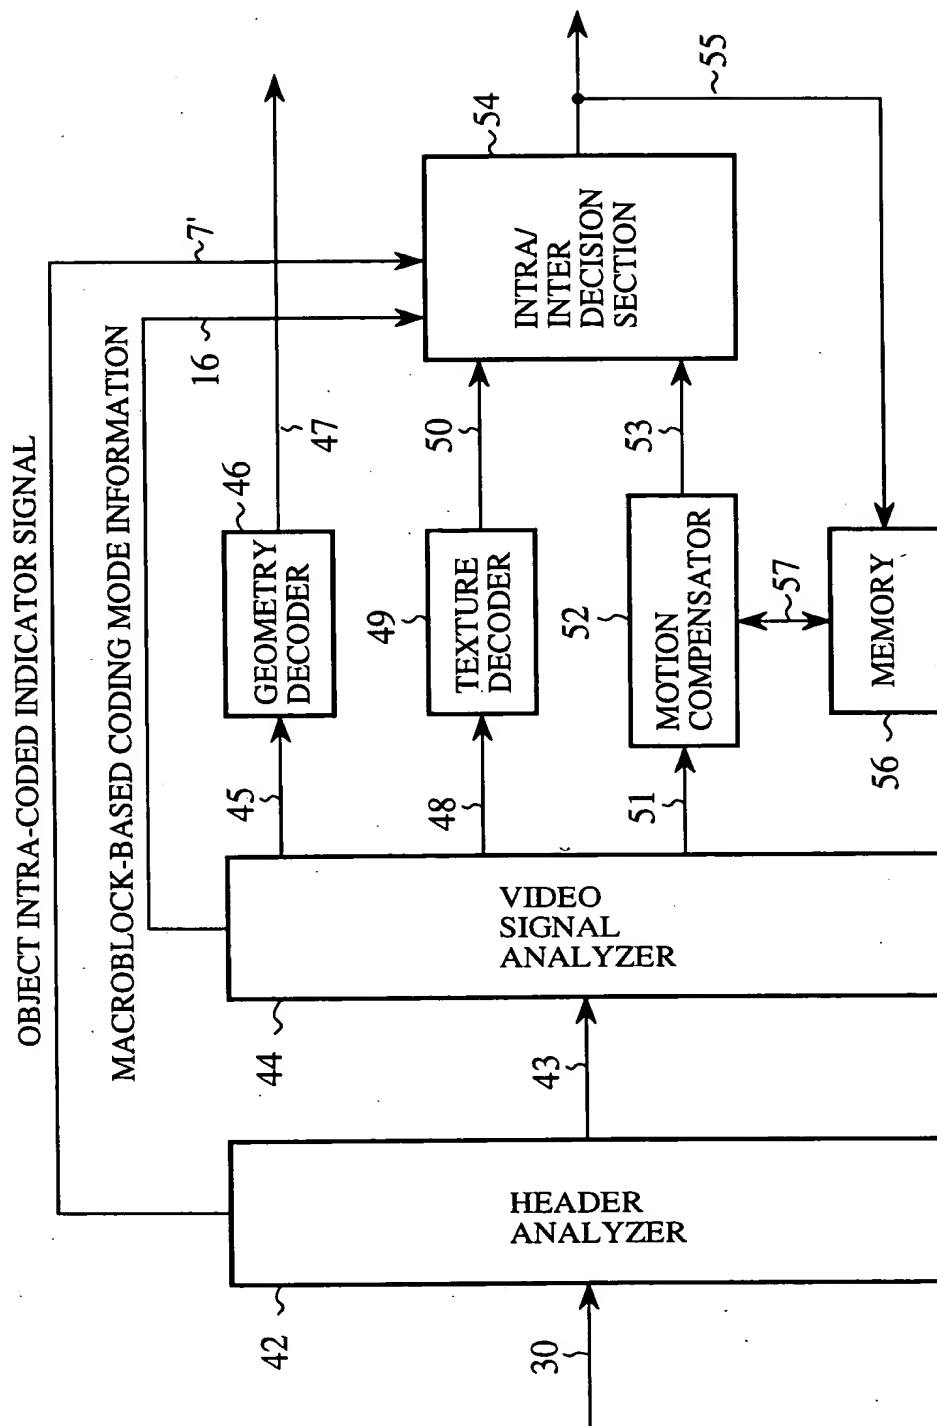 OBJECT INTRA-CODED INDICATOR SIGNAL
7'
MACROBLOCK-BASED CODING MODE INFORMATION
16
46
GEOMETRY
DECODER
47
45
54
INTRA/
INTER
DECISION
SECTION
49
TEXTURE
DECODER
50
48
55
52
MOTION
COMPENSATOR
53
51
57
MEMORY
56
44
VIDEO
SIGNAL
ANALYZER
43
42
HEADER
ANALYZER
30